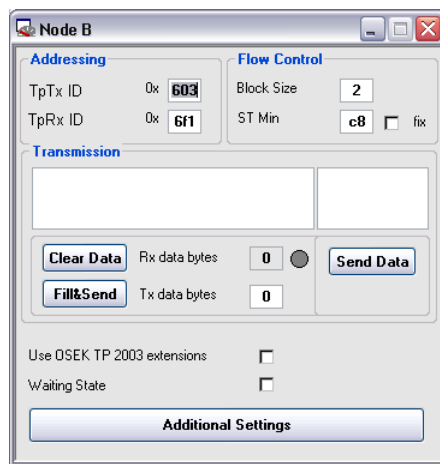 Node B
Addressing
TpTx ID 0x 603
TpRx ID 0x 6f1
Flow Control
Block Size 2
ST Min c8 fix
Transmission
Clear Data Rx data bytes 0 Send Data
Fill&Send Tx data bytes 0
Use OSEK TP 2003 extensions
Waiting State
Additional Settings